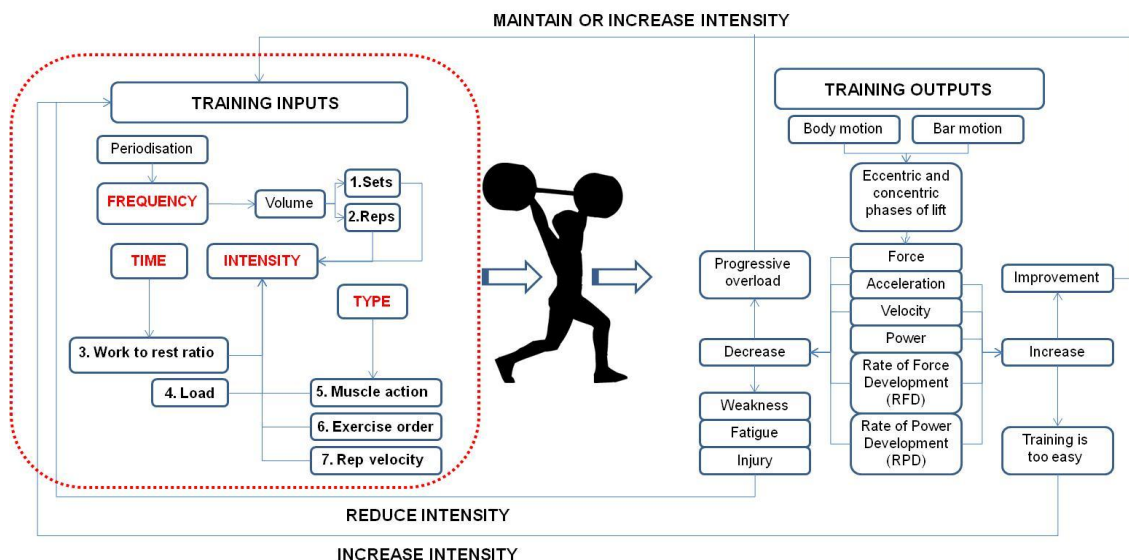 MAINTAIN OR INCREASE INTENSITY
TRAINING INPUTS
Periodisation
FREQUENCY
Volume
1.Sets
2.Reps
TIME
INTENSITY
TYPE
3. Work to rest ratio
4. Load
5. Muscle action
6. Exercise order
7. Rep velocity
TRAINING OUTPUTS
Body motion
Bar motion
Eccentric and
concentric
phases of lift
Force
Acceleration
Velocity
Power
Rate of Force
Development
(RFD)
Rate of Power
Development
(RPD)
Progressive
overload
Decrease
Weakness
Fatigue
Injury
Improvement
Increase
Training is
too easy
REDUCE INTENSITY
INCREASE INTENSITY